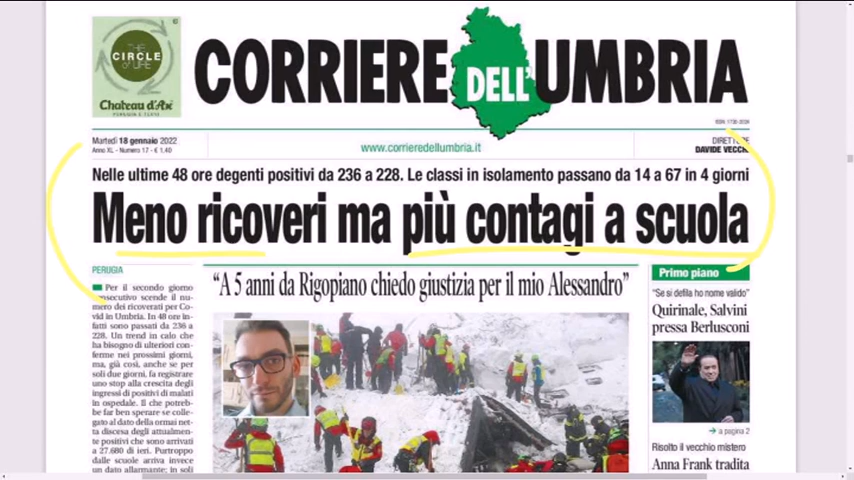 THE
CIRCLE
OF LIFE
Chateau d'Ax
CORRIERE DELL'UMBRIA
Martedì 18 gennaio 2022
Anno XL - Numero 17 - € 1,40
www.corrieredellumbria.it
DIRETTORE
DAVIDE VECCHI
Nelle ultime 48 ore degenti positivi da 236 a 228. Le classi in isolamento passano da 14 a 67 in 4 giorni
Meno ricoveri ma più contagi a scuola
PERUGIA
Per il secondo giorno
consecutivo scende il nu-
mero dei ricoverati per Co-
vid in Umbria. In 48 ore in-
fatti sono passati da 236 a
228. Un trend in calo che
ha bisogno di ulteriori con-
ferme nei prossimi giorni,
ma, già così, anche se per
soli due giorni, fa registrare
uno stop alla crescita degli
ingressi di positivi di malati
in ospedale. Il che potreb-
be far ben sperare se colle-
gato al dato della ormai net-
ta discesa degli attualmen-
te positivi che sono arrivati
a 27.680 di ieri. Purtroppo
dalle scuole arriva invece
un dato allarmante: in soli
“A 5 anni da Rigopiano chiedo giustizia per il mio Alessandro”
Primo piano
“Se si defila ho nome valido”
Quirinale, Salvini
pressa Berlusconi
a pagina 2
Risolto il vecchio mistero
Anna Frank tradita